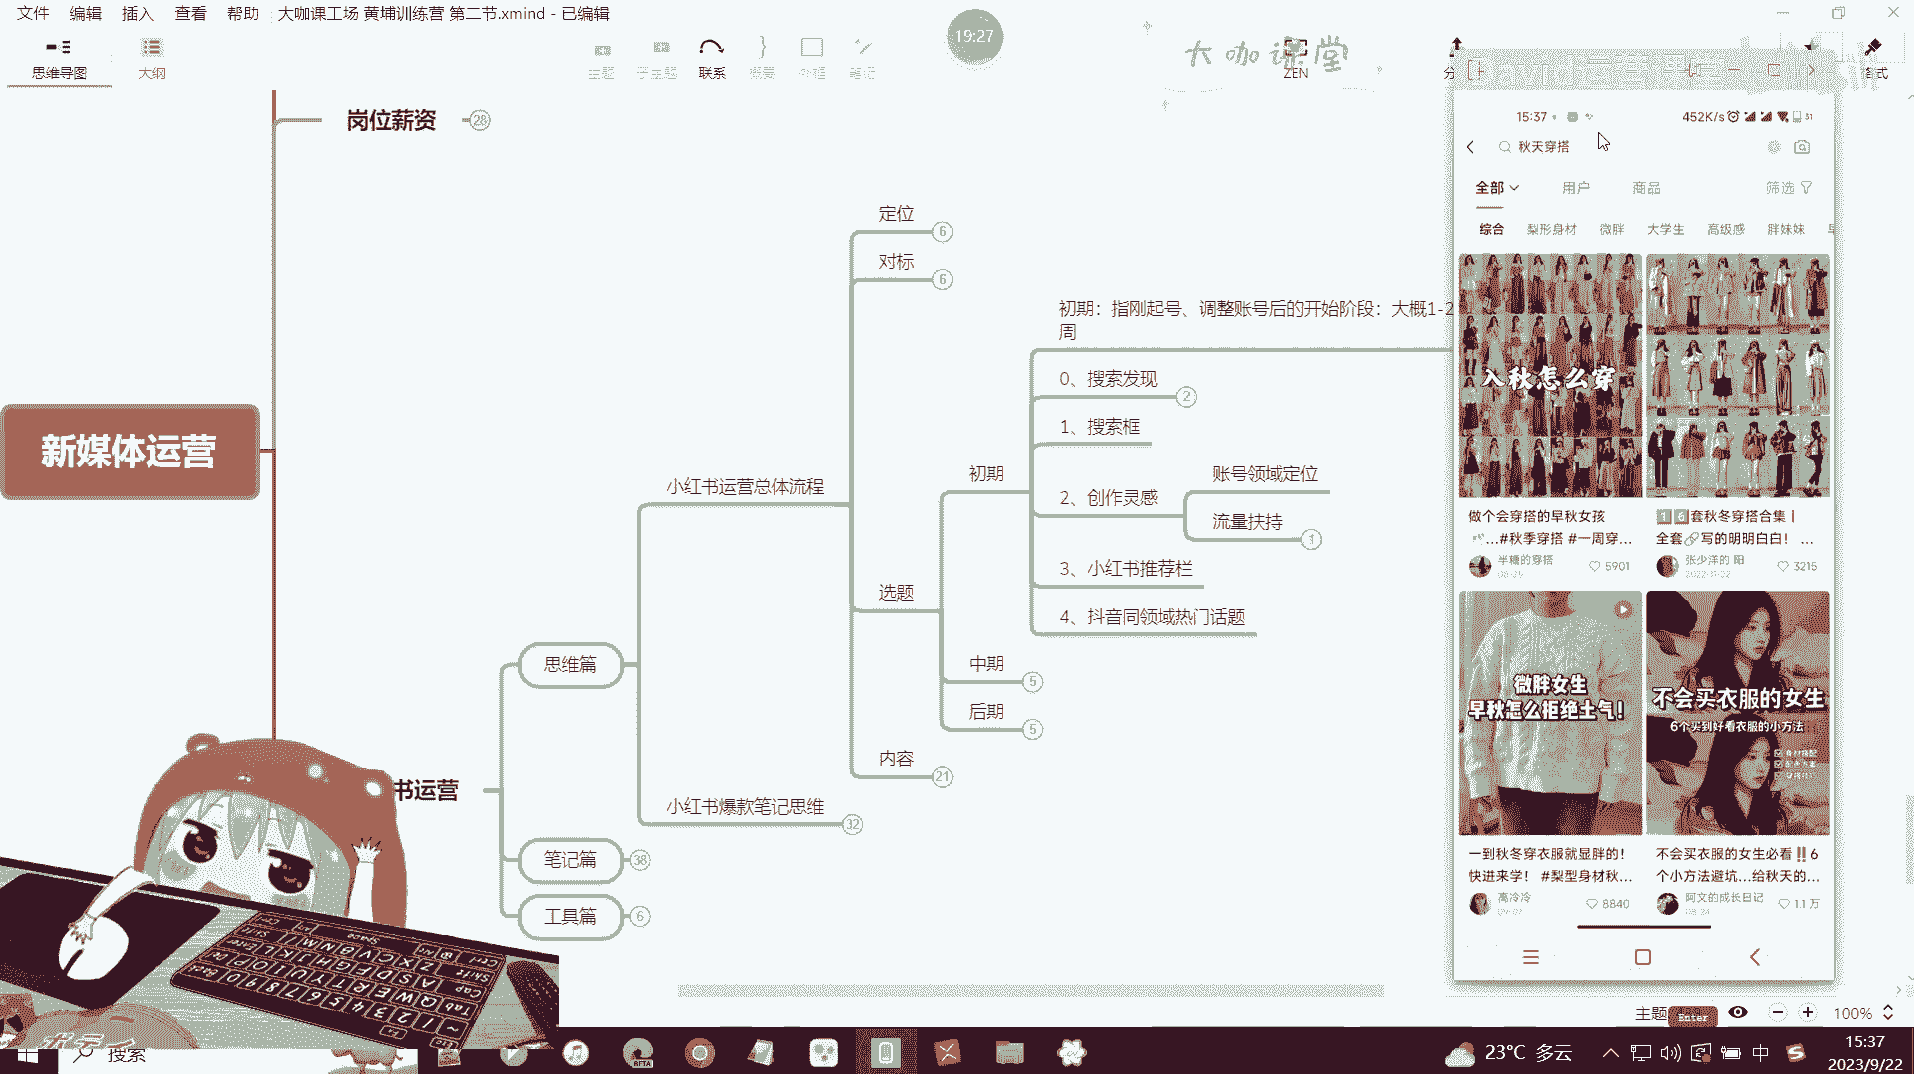 文件 编辑 插入 查看 帮助 大咖课工场 黄埔训练营 第二节.xmind - 已编辑
思维导图
大纲
主题
子主题
联系
概要
外框
笔记
19:27
大咖课堂
ZEN
格式
岗位薪资
28
新媒体运营
书运营
思维篇
笔记篇
38
工具篇
6
小红书运营总体流程
小红书爆款笔记思维
32
定位
6
对标
6
选题
内容
21
初期
中期
5
后期
5
初期：指刚起号、调整账号后的开始阶段：大概1-2
周
0、搜索发现
2
1、搜索框
2、创作灵感
账号领域定位
流量扶持
1
3、小红书推荐栏
4、抖音同领域热门话题
15:37
452K/s
31
秋天穿搭
全部
用户
商品
筛选
综合
梨形身材
微胖
大学生
高级感
胖妹妹
入秋怎么穿
做个会穿搭的早秋女孩
...#秋季穿搭 #一周穿...
半糖的穿搭
5901
16套秋冬穿搭合集｜
全套🔗写的明明白白！ ...
张少洋的 阳
2022-11-22
3215
微胖女生
早秋怎么拒绝土气！
一到秋冬穿衣服就显胖的！
快进来学！ #梨型身材秋...
高冷冷
8840
不会买衣服的女生
6个买到好看衣服的小方法
不会买衣服的女生必看‼️6
个小方法避坑...给秋天的...
阿文的成长日记
08-24
1.1 万
主题
Enter
100%
搜索
23°C 多云
中
15:37
2023/9/22